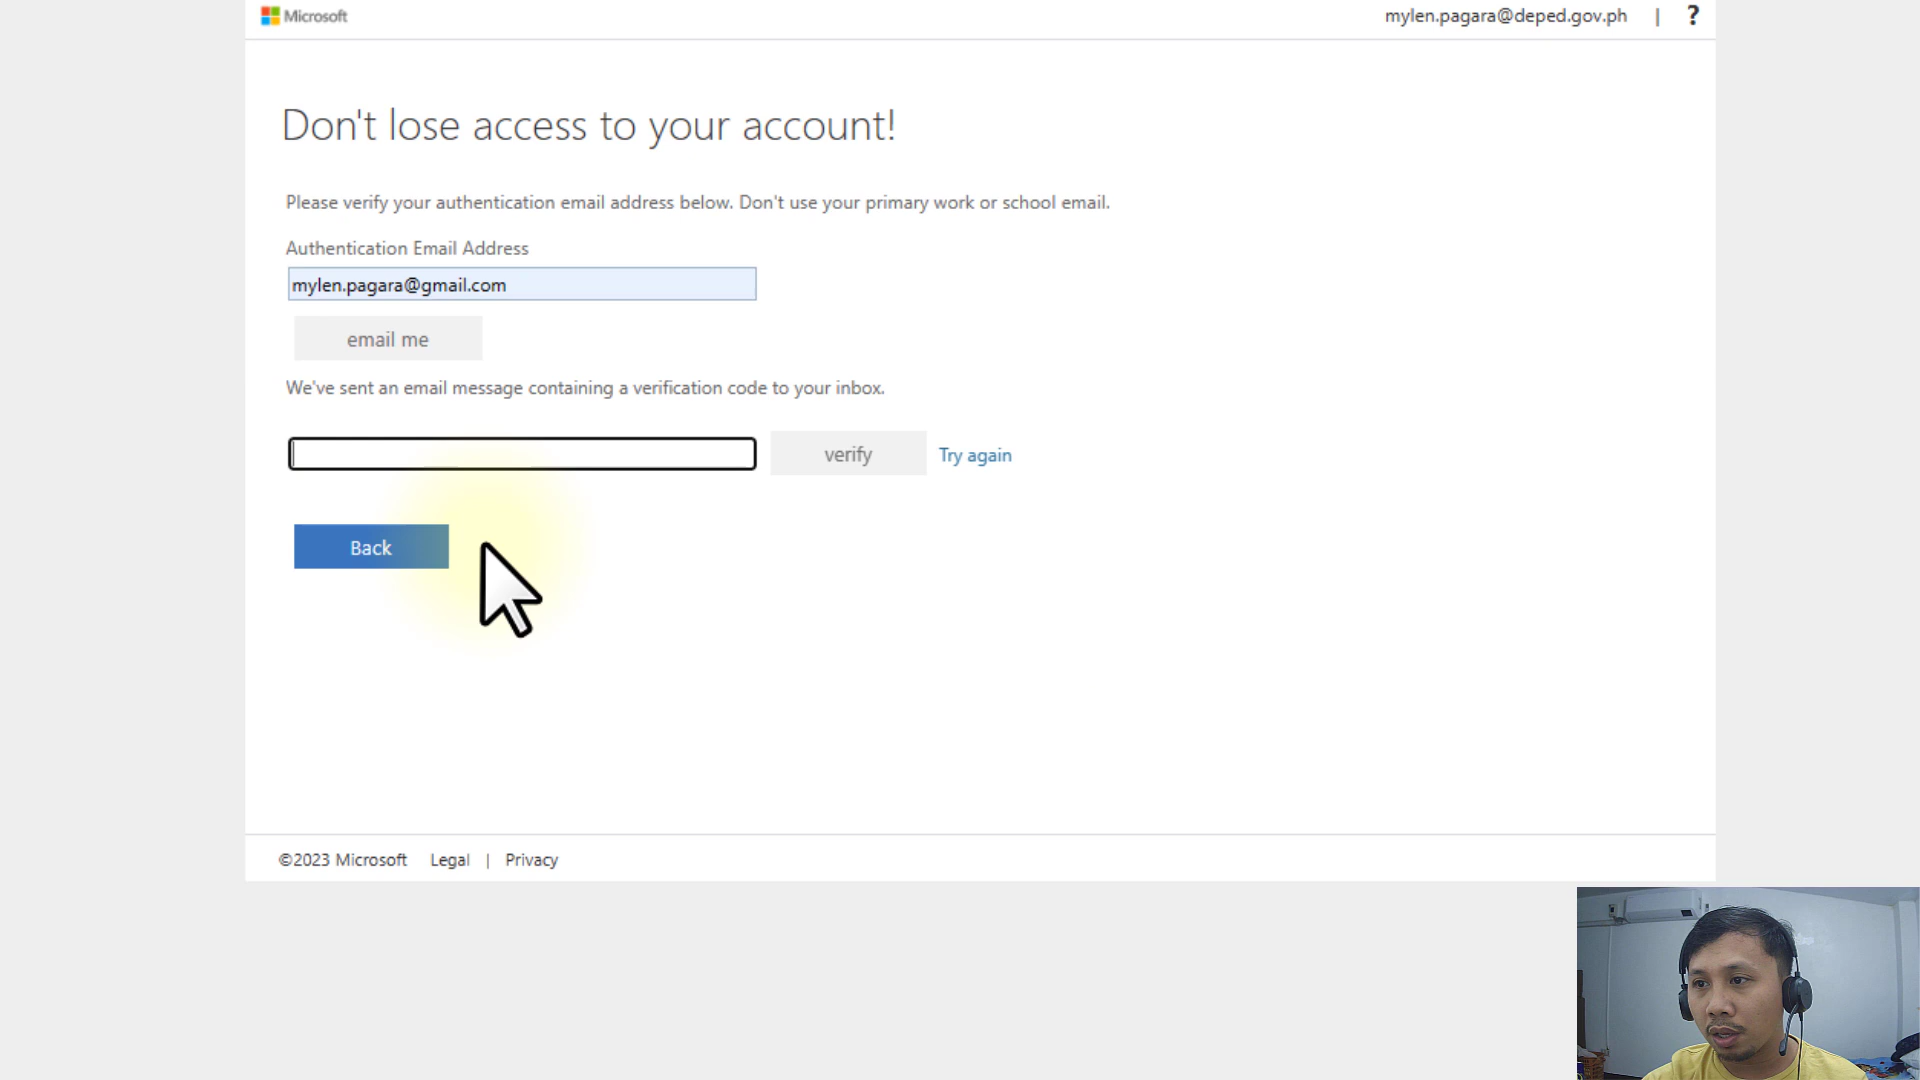 Microsoft
mylen.pagara@deped.gov.ph | ?
Don't lose access to your account!
Please verify your authentication email address below. Don't use your primary work or school email.
Authentication Email Address
mylen.pagara@gmail.com
email me
We've sent an email message containing a verification code to your inbox.
verify Try again
Back
©2023 Microsoft Legal | Privacy